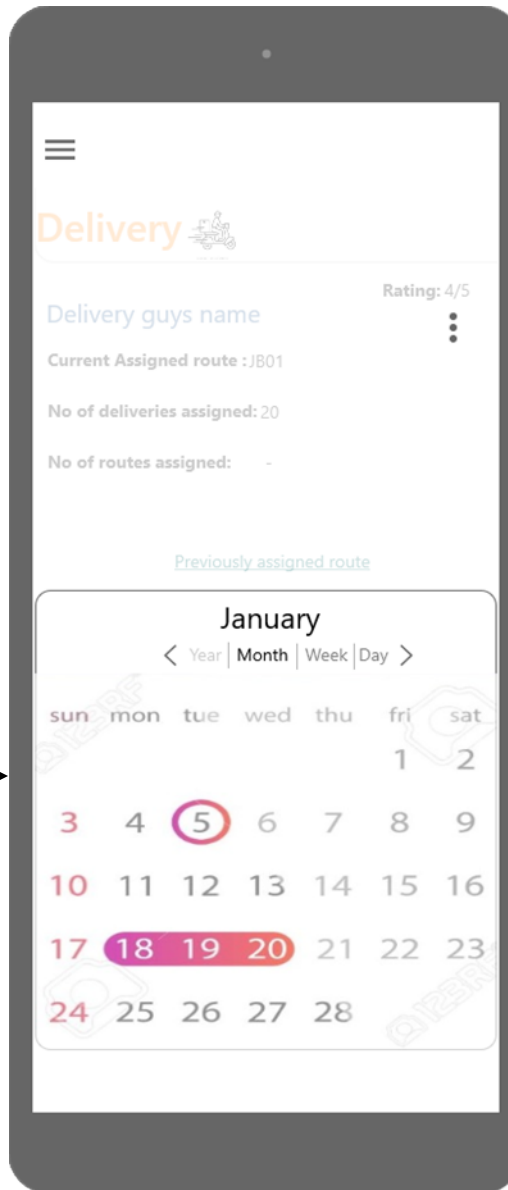 Delivery
Rating: 4/5
Delivery guys name
Current Assigned route :JB01
No of deliveries assigned: 20
No of routes assigned: -
Previously assigned route
January
< Year | Month | Week | Day >
sun mon tue wed thu fri sat
1 2
3 4 5 6 7 8 9
10 11 12 13 14 15 16
17 18 19 20 21 22 23
24 25 26 27 28
123RF
123RF